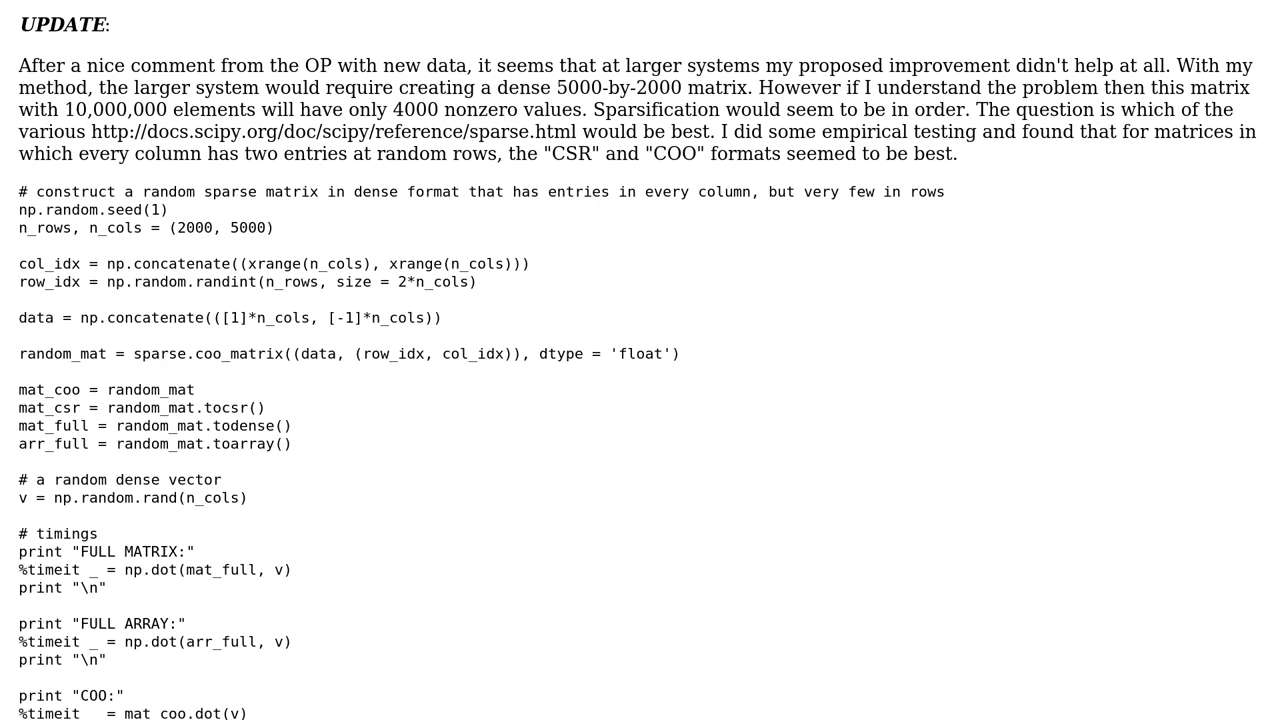 UPDATE:
After a nice comment from the OP with new data, it seems that at larger systems my proposed improvement didn't help at all. With my
method, the larger system would require creating a dense 5000-by-2000 matrix. However if I understand the problem then this matrix
with 10,000,000 elements will have only 4000 nonzero values. Sparsification would seem to be in order. The question is which of the
various http://docs.scipy.org/doc/scipy/reference/sparse.html would be best. I did some empirical testing and found that for matrices in
which every column has two entries at random rows, the "CSR" and "COO" formats seemed to be best.
# construct a random sparse matrix in dense format that has entries in every column, but very few in rows
np.random.seed(1)
n_rows, n_cols = (2000, 5000)
col_idx = np.concatenate((xrange(n_cols), xrange(n_cols)))
row_idx = np.random.randint(n_rows, size = 2*n_cols)
data = np.concatenate(([1]*n_cols, [-1]*n_cols))
random_mat = sparse.coo_matrix((data, (row_idx, col_idx)), dtype = 'float')
mat_coo = random_mat
mat_csr = random_mat.tocsr()
mat_full = random_mat.todense()
arr_full = random_mat.toarray()
# a random dense vector
v = np.random.rand(n_cols)
# timings
print "FULL MATRIX:"
%timeit _ = np.dot(mat_full, v)
print "\n"
print "FULL ARRAY:"
%timeit _ = np.dot(arr_full, v)
print "\n"
print "COO:"
%timeit _ = mat_coo.dot(v)